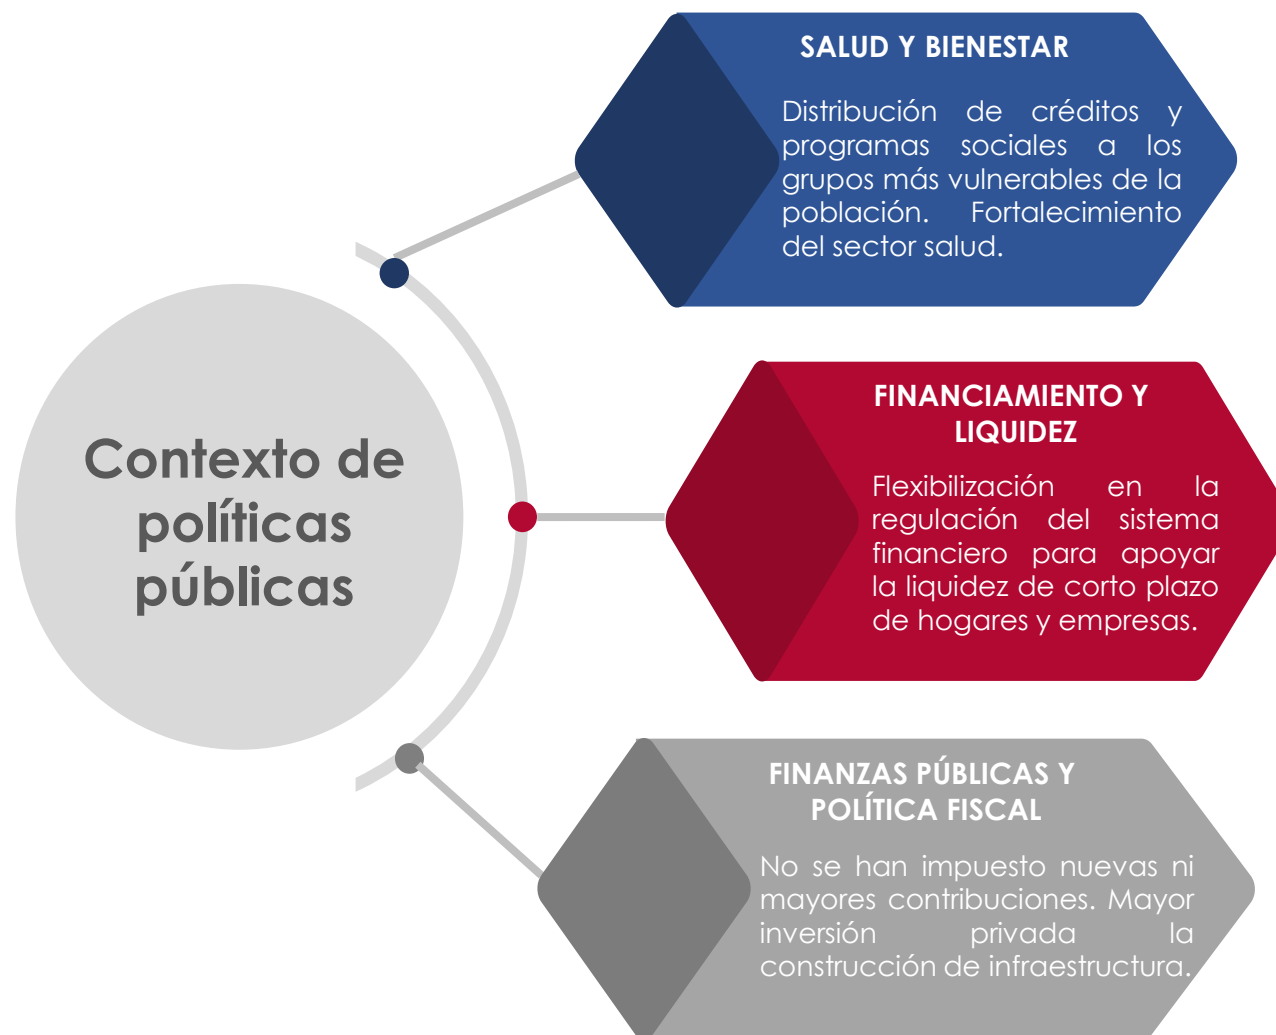 Contexto de
políticas
públicas
SALUD Y BIENESTAR
Distribución de créditos y
programas sociales a los
grupos más vulnerables de la
población. Fortalecimiento
del sector salud.
FINANCIAMIENTO Y
LIQUIDEZ
Flexibilización en la
regulación del sistema
financiero para apoyar
la liquidez de corto plazo
de hogares y empresas.
FINANZAS PÚBLICAS Y
POLÍTICA FISCAL
No se han impuesto nuevas ni
mayores contribuciones. Mayor
inversión privada la
construcción de infraestructura.